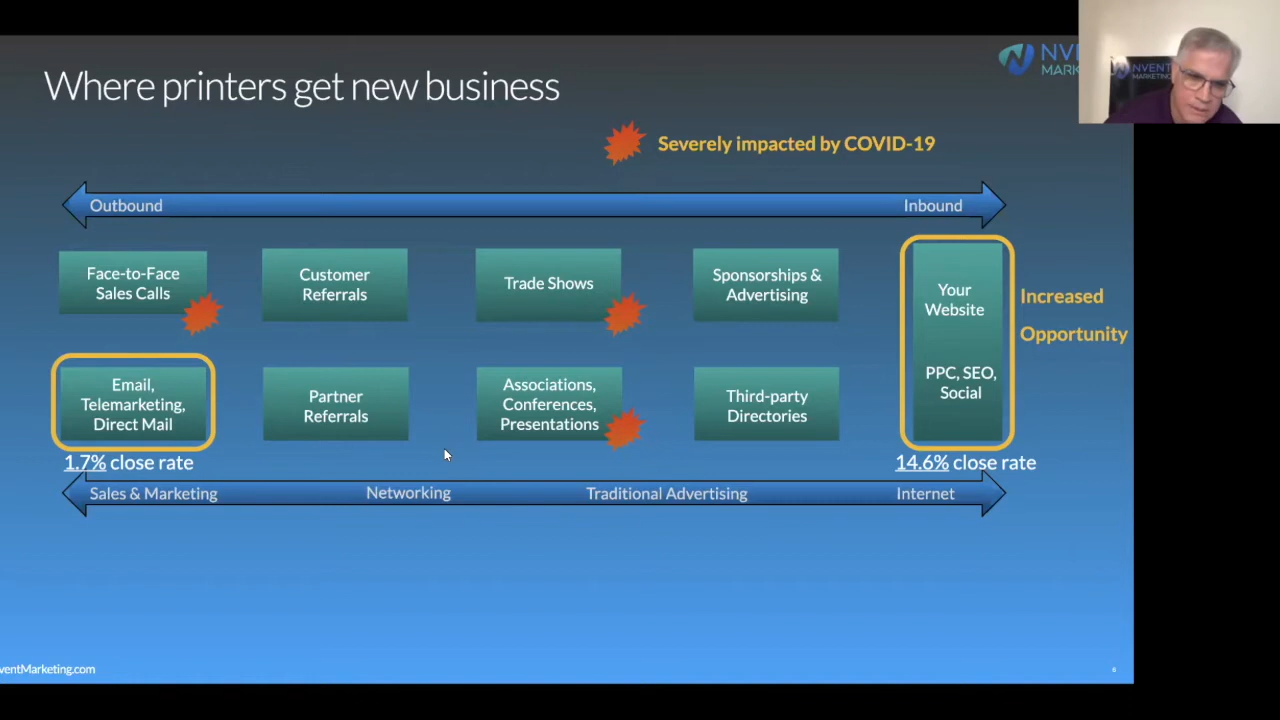 Where printers get new business
NVE
MARK
NVENT
MARKETING
Severely impacted by COVID-19
Outbound
Inbound
Face-to-Face
Sales Calls
Customer
Referrals
Trade Shows
Sponsorships &
Advertising
Your
Website
Increased
Opportunity
Email,
Telemarketing,
Direct Mail
Partner
Referrals
Associations,
Conferences,
Presentations
Third-party
Directories
PPC, SEO,
Social
1.7% close rate
14.6% close rate
Sales & Marketing
Networking
Traditional Advertising
Internet
ventMarketing.com
6